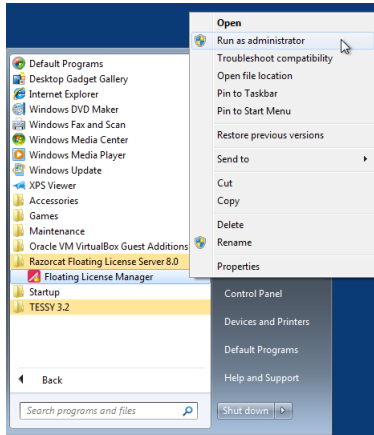 Open
Run as administrator
Troubleshoot compatibility
Open file location
Pin to Taskbar
Pin to Start Menu
Restore previous versions
Send to
Cut
Copy
Delete
Rename
Properties
Default Programs
Desktop Gadget Gallery
Internet Explorer
Windows DVD Maker
Windows Fax and Scan
Windows Media Center
Windows Media Player
Windows Update
XPS Viewer
Accessories
Games
Maintenance
Oracle VM VirtualBox Guest Additions
Razorcat Floating License Server 8.0
Floating License Manager
Startup
TESSY 3.2
Back
Search programs and files
Control Panel
Devices and Printers
Default Programs
Help and Support
Shut down